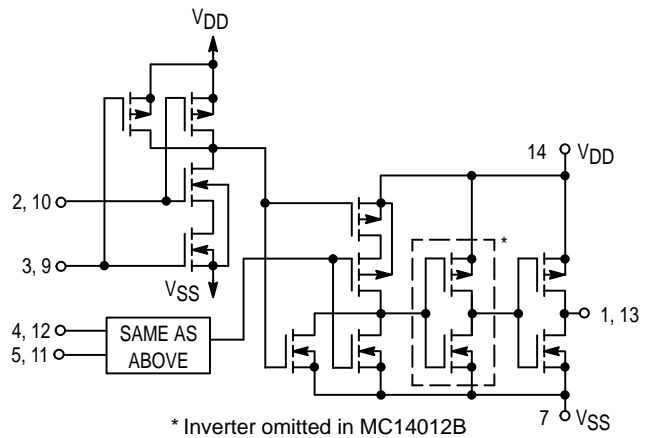 VDD
14 VDD
2, 10
*
3, 9
VSS
1, 13
4, 12
SAME AS
5, 11
ABOVE
7 VSS
* Inverter omitted in MC14012B